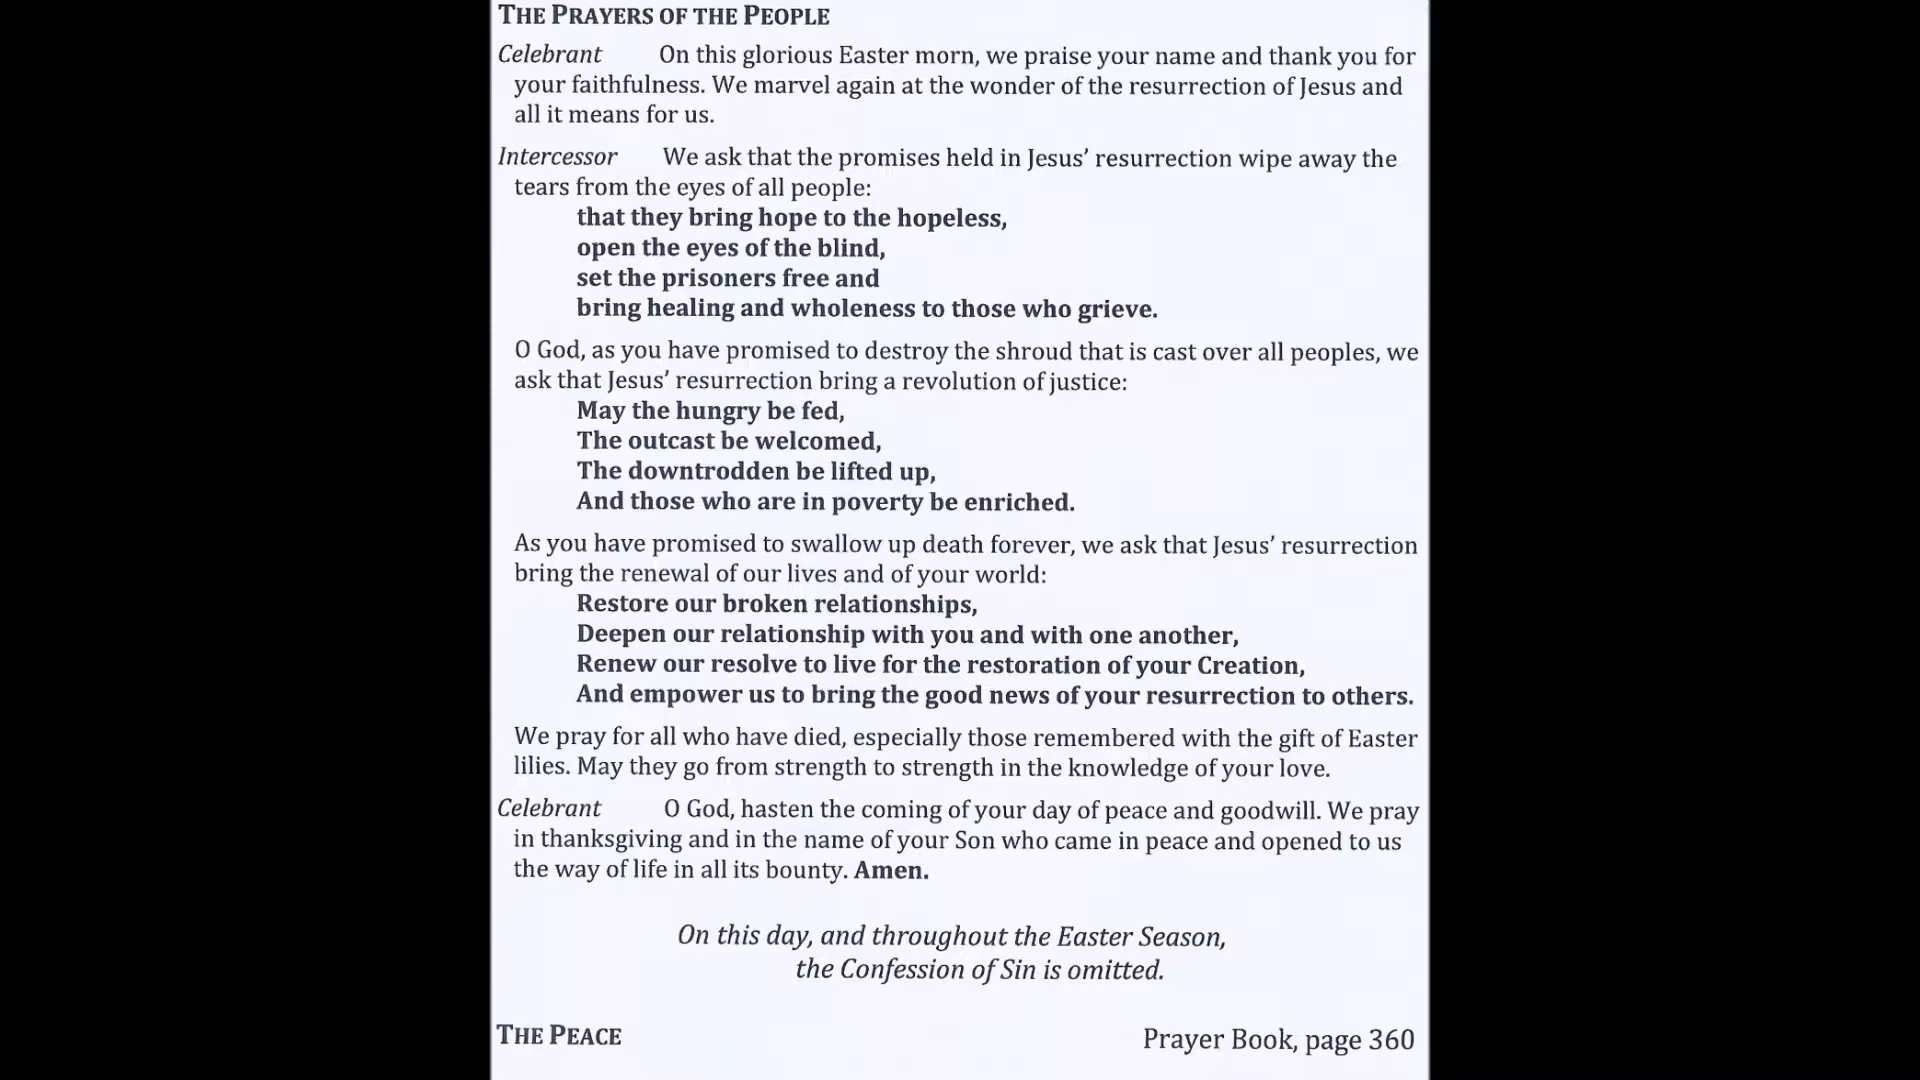 THE PRAYERS OF THE PEOPLE
Celebrant On this glorious Easter morn, we praise your name and thank you for
your faithfulness. We marvel again at the wonder of the resurrection of Jesus and
all it means for us.
Intercessor We ask that the promises held in Jesus’ resurrection wipe away the
tears from the eyes of all people:
that they bring hope to the hopeless,
open the eyes of the blind,
set the prisoners free and
bring healing and wholeness to those who grieve.
O God, as you have promised to destroy the shroud that is cast over all peoples, we
ask that Jesus’ resurrection bring a revolution of justice:
May the hungry be fed,
The outcast be welcomed,
The downtrodden be lifted up,
And those who are in poverty be enriched.
As you have promised to swallow up death forever, we ask that Jesus’ resurrection
bring the renewal of our lives and of your world:
Restore our broken relationships,
Deepen our relationship with you and with one another,
Renew our resolve to live for the restoration of your Creation,
And empower us to bring the good news of your resurrection to others.
We pray for all who have died, especially those remembered with the gift of Easter
lilies. May they go from strength to strength in the knowledge of your love.
Celebrant O God, hasten the coming of your day of peace and goodwill. We pray
in thanksgiving and in the name of your Son who came in peace and opened to us
the way of life in all its bounty. Amen.
On this day, and throughout the Easter Season,
the Confession of Sin is omitted.
THE PEACE Prayer Book, page 360